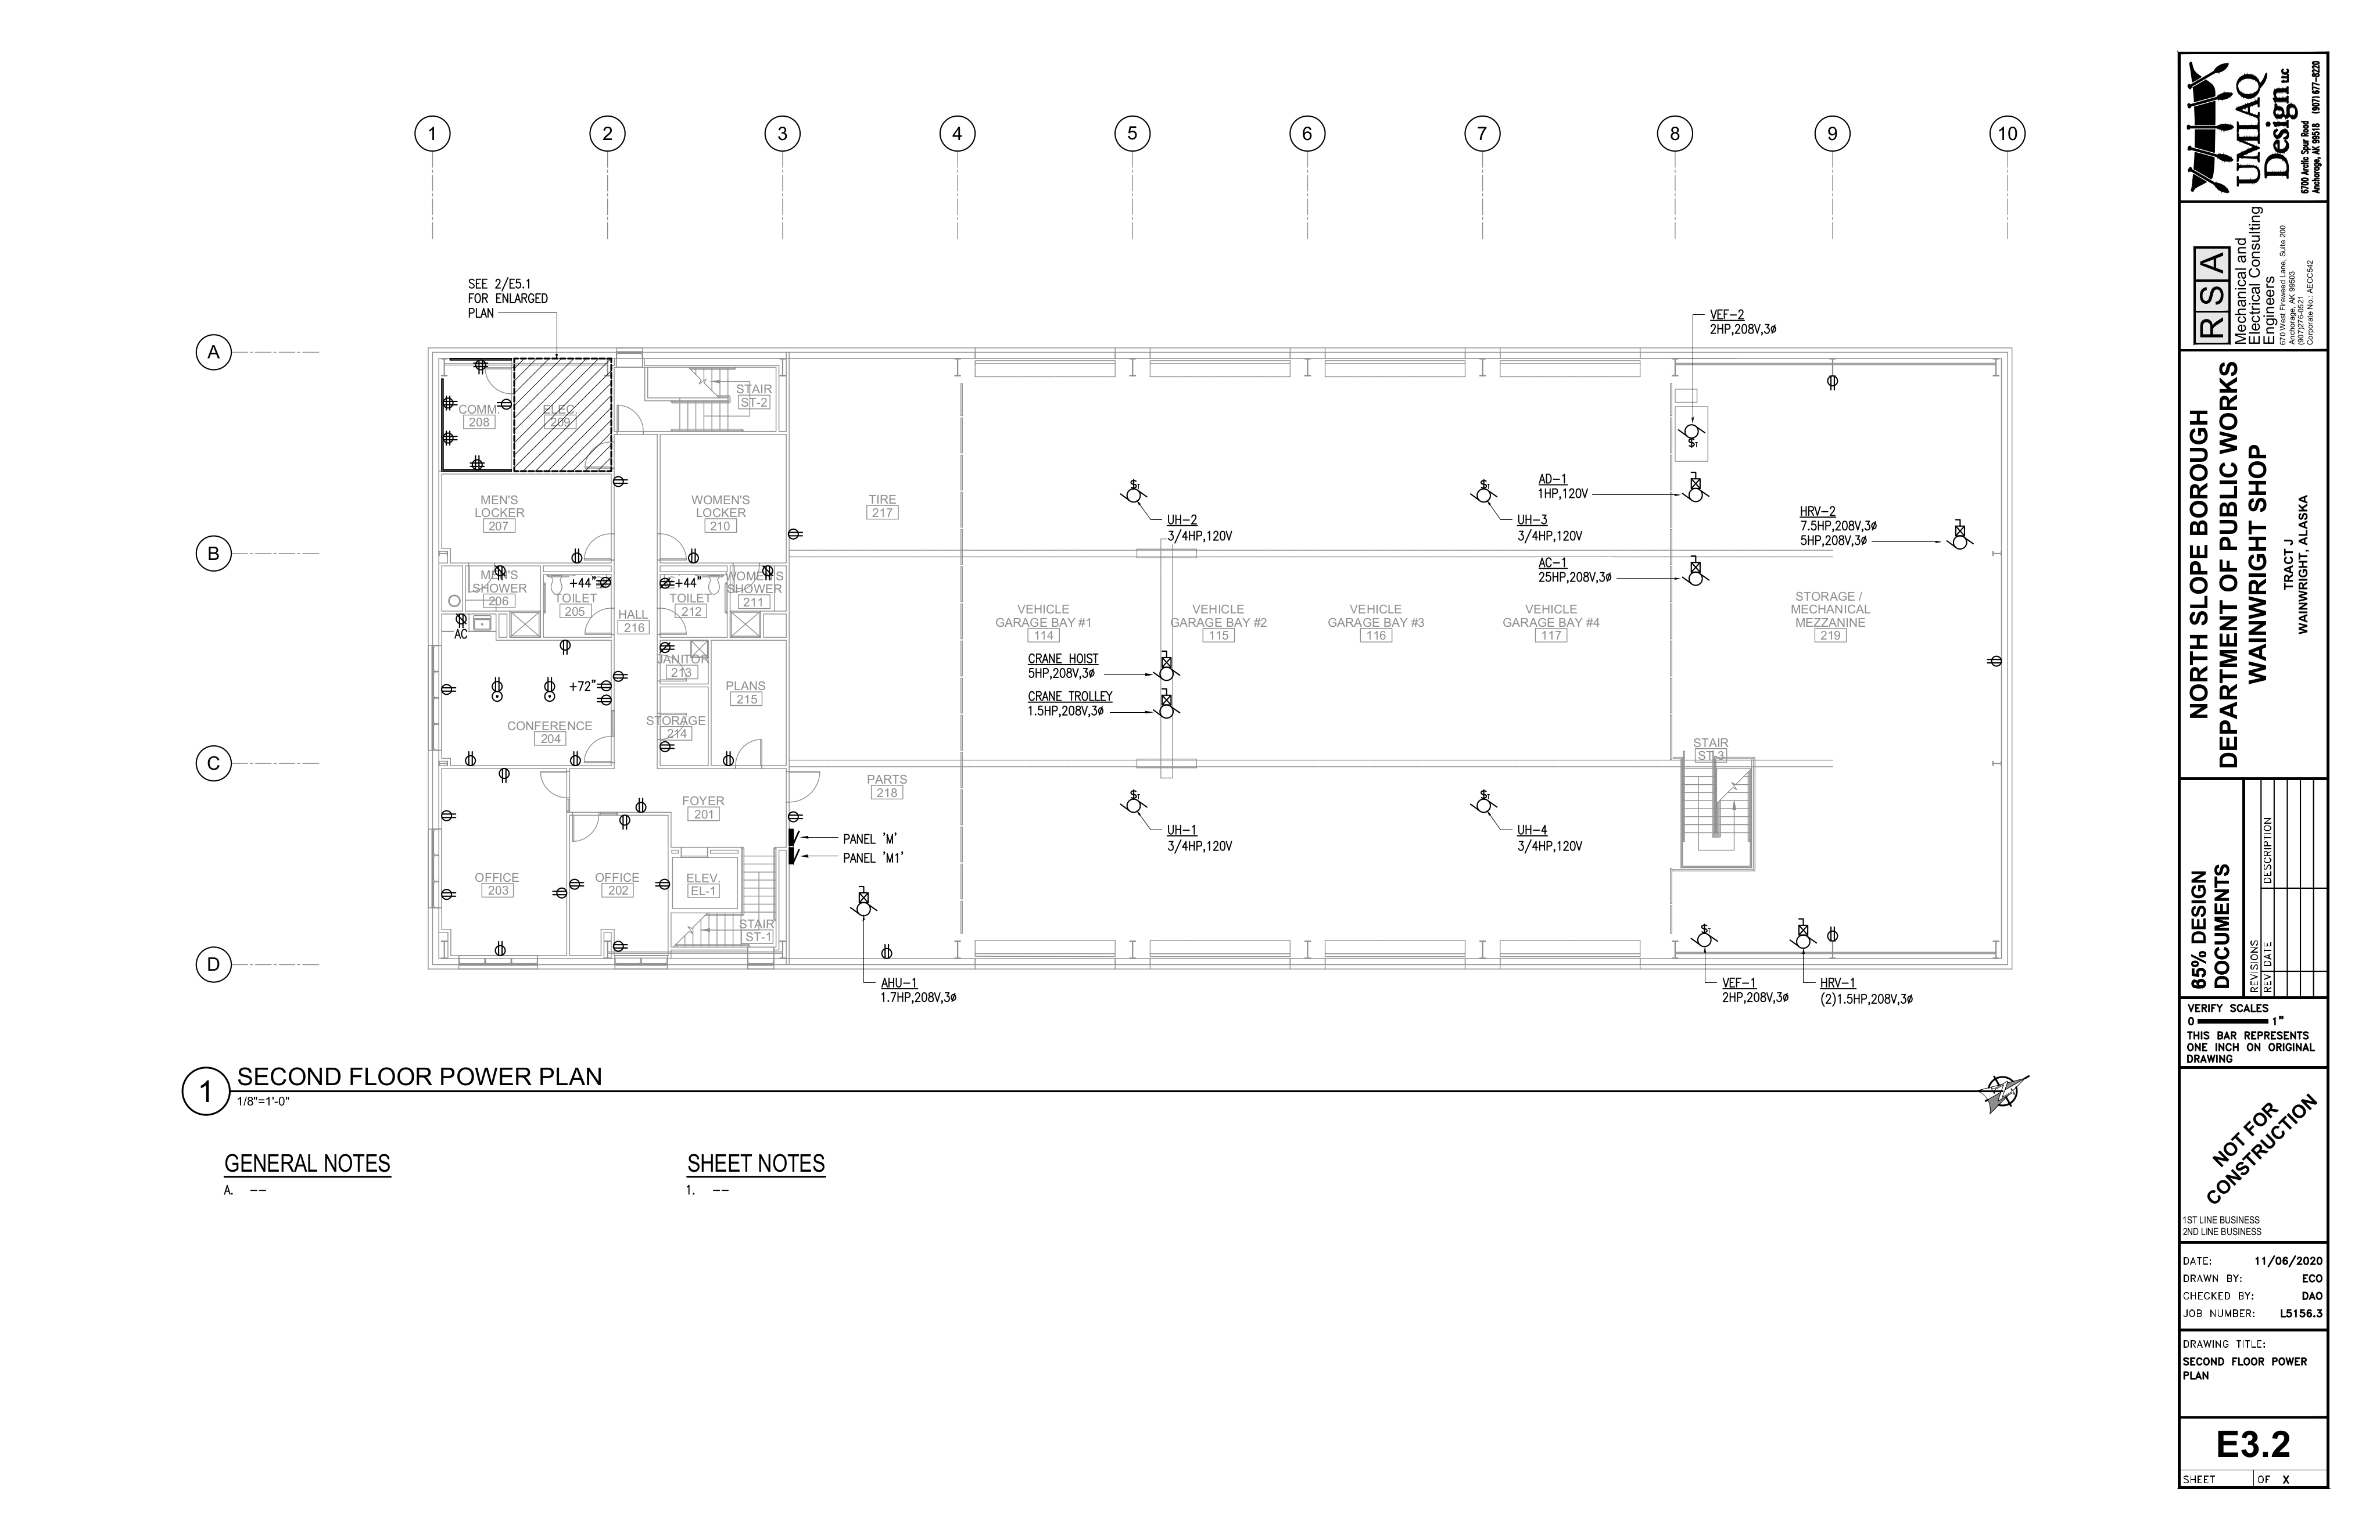 1
2
3
4
5
6
7
8
9
10
A
B
C
D
SEE 2/E5.1
FOR ENLARGED
PLAN
VEF-2
2HP,208V,3ø
STAIR
ST-2
COMM.
208
ELEC.
209
MEN'S
LOCKER
207
WOMEN'S
LOCKER
210
TIRE
217
UH-2
3/4HP,120V
UH-3
3/4HP,120V
AD-1
1HP,120V
HRV-2
7.5HP,208V,3ø
5HP,208V,3ø
AC-1
25HP,208V,3ø
MEN'S
SHOWER
206
+44"
TOILET
205
HALL
216
+44"
TOILET
212
WOMEN'S
SHOWER
211
AC
VEHICLE
GARAGE BAY #1
114
VEHICLE
GARAGE BAY #2
115
VEHICLE
GARAGE BAY #3
116
VEHICLE
GARAGE BAY #4
117
STORAGE /
MECHANICAL
MEZZANINE
219
JANITOR
213
PLANS
215
+72"
CRANE HOIST
5HP,208V,3ø
CRANE TROLLEY
1.5HP,208V,3ø
CONFERENCE
204
STORAGE
214
STAIR
ST-3
PARTS
218
FOYER
201
PANEL 'M'
PANEL 'M1'
UH-1
3/4HP,120V
UH-4
3/4HP,120V
OFFICE
203
OFFICE
202
ELEV.
EL-1
STAIR
ST-1
AHU-1
1.7HP,208V,3ø
VEF-1
2HP,208V,3ø
HRV-1
(2)1.5HP,208V,3ø
1
SECOND FLOOR POWER PLAN
1/8"=1'-0"
GENERAL NOTES
A. --
SHEET NOTES
1. --
UMIAQ
Design LLC
6700 Arctic Spur Road
Anchorage, AK 99518 (907) 677-8220
RSA
Mechanical and
Electrical Consulting
Engineers
670 West Fireweed Lane, Suite 200
Anchorage, AK 99503
(907)276-0521
Corporate No.: AECC542
NORTH SLOPE BOROUGH
DEPARTMENT OF PUBLIC WORKS
WAINWRIGHT SHOP
TRACT J
WAINWRIGHT, ALASKA
65% DESIGN
DOCUMENTS
REVISIONS
REV DATE DESCRIPTION
VERIFY SCALES
0 1"
THIS BAR REPRESENTS
ONE INCH ON ORIGINAL
DRAWING
NOT FOR
CONSTRUCTION
1ST LINE BUSINESS
2ND LINE BUSINESS
DATE: 11/06/2020
DRAWN BY: ECO
CHECKED BY: DAO
JOB NUMBER: L5156.3
DRAWING TITLE:
SECOND FLOOR POWER
PLAN
E3.2
SHEET OF X